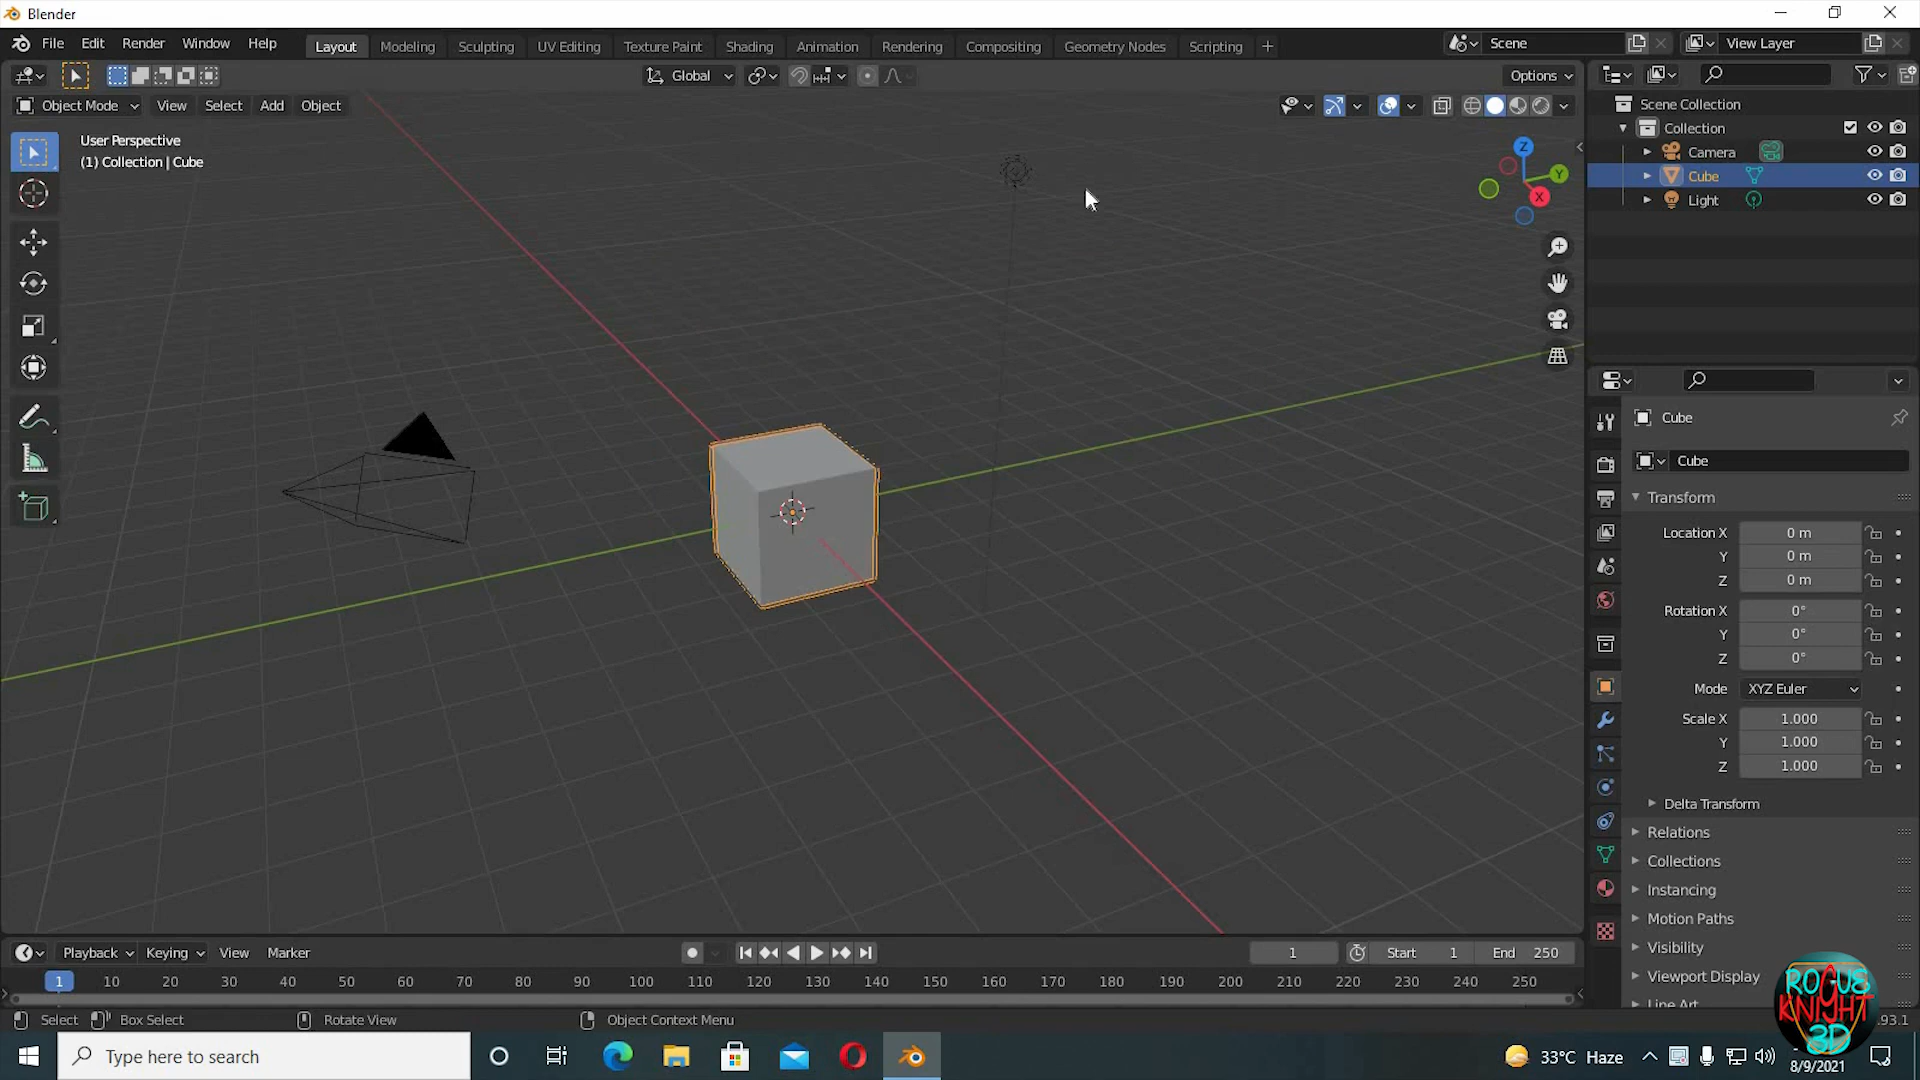 Blender
File Edit Render Window Help Layout Modeling Sculpting UV Editing Texture Paint Shading Animation Rendering Compositing Geometry Nodes Scripting + Scene View Layer
Global Options
Object Mode View Select Add Object
User Perspective
(1) Collection | Cube
Z
Y
X
Scene Collection
Collection
Camera
Cube
Light
Cube
Cube
Transform
Location X 0 m
Y 0 m
Z 0 m
Rotation X 0°
Y 0°
Z 0°
Mode XYZ Euler
Scale X 1.000
Y 1.000
Z 1.000
Delta Transform
Relations
Collections
Instancing
Motion Paths
Visibility
Viewport Display
Line Art
Playback Keying View Marker 1 Start 1 End 250
1 10 20 30 40 50 60 70 80 90 100 110 120 130 140 150 160 170 180 190 200 210 220 230 240 250
Select Box Select Rotate View Object Context Menu .93.1
ROGUE
KNIGHT
3D
Type here to search 33°C Haze
8/9/2021